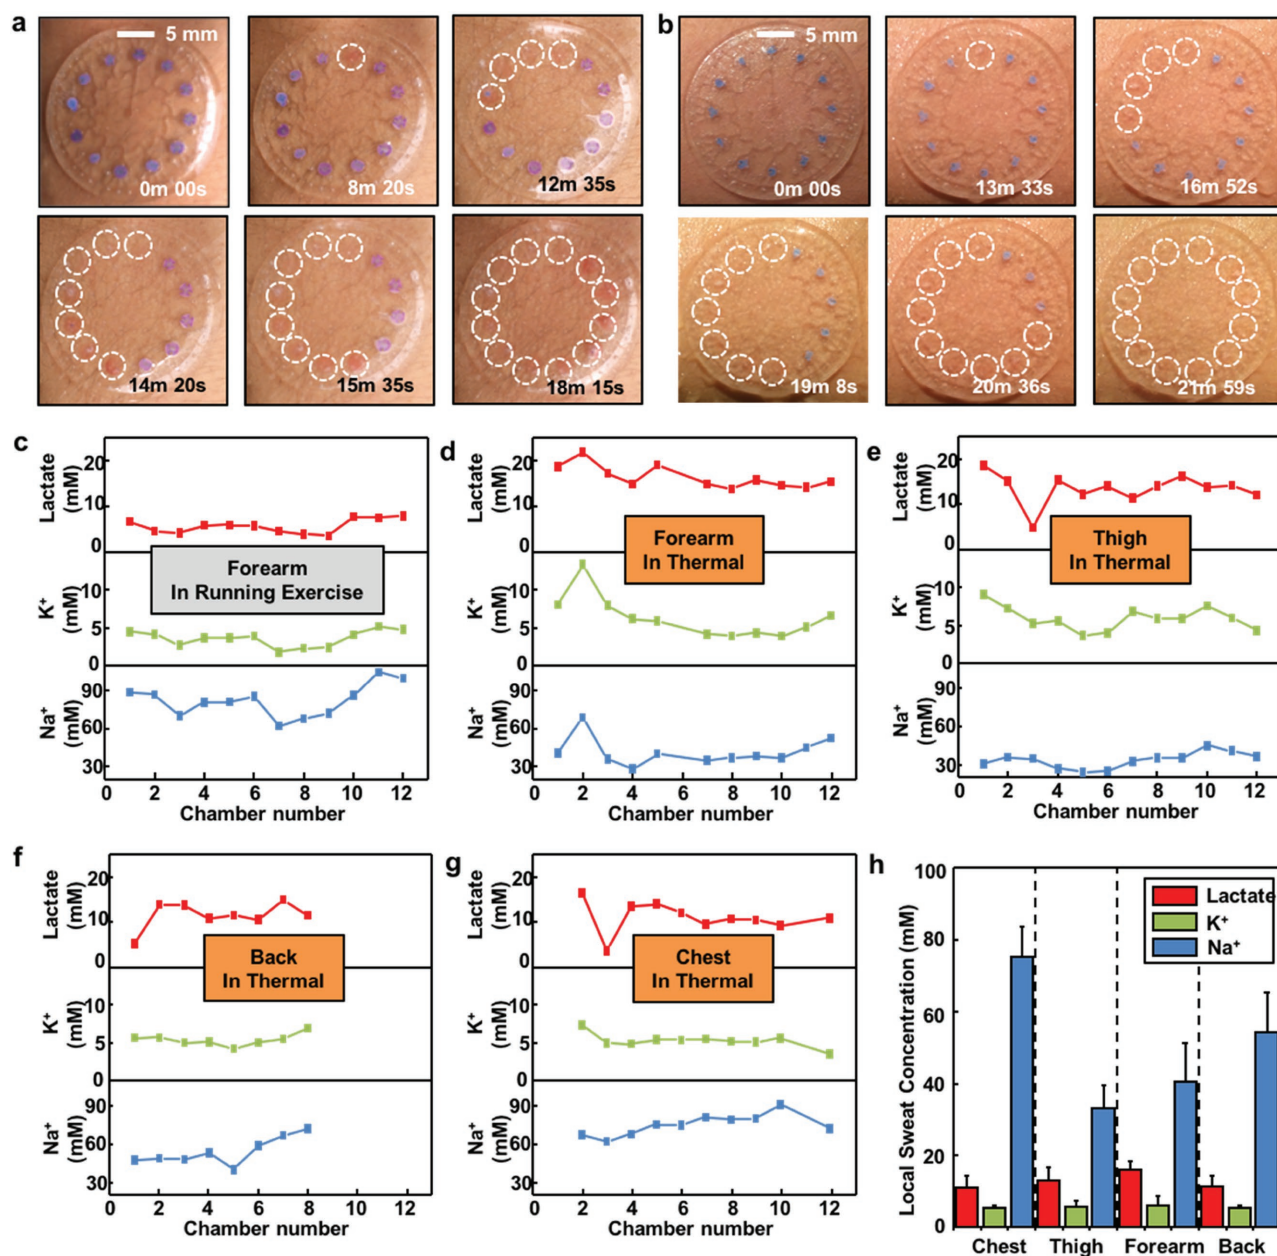 a
5 mm
0m 00s
8m 20s
12m 35s
14m 20s
15m 35s
18m 15s
b
5 mm
0m 00s
13m 33s
16m 52s
19m 8s
20m 36s
21m 59s
c
Lactate
(mM)
20
10
0
Forearm
In Running Exercise
K⁺
(mM)
10
5
0
Na⁺
(mM)
90
60
30
0 2 4 6 8 10 12
Chamber number
d
Lactate
(mM)
20
10
0
Forearm
In Thermal
K⁺
(mM)
10
5
0
Na⁺
(mM)
90
60
30
0 2 4 6 8 10 12
Chamber number
e
Lactate
(mM)
20
10
0
Thigh
In Thermal
K⁺
(mM)
10
5
0
Na⁺
(mM)
90
60
30
0 2 4 6 8 10 12
Chamber number
f
Lactate
(mM)
20
10
0
Back
In Thermal
K⁺
(mM)
10
5
0
Na⁺
(mM)
90
60
30
0 2 4 6 8 10 12
Chamber number
g
Lactate
(mM)
20
10
0
Chest
In Thermal
K⁺
(mM)
10
5
0
Na⁺
(mM)
90
60
30
0 2 4 6 8 10 12
Chamber number
h
Local Sweat Concentration (mM)
100
80
60
40
20
0
Lactate
K⁺
Na⁺
Chest Thigh Forearm Back